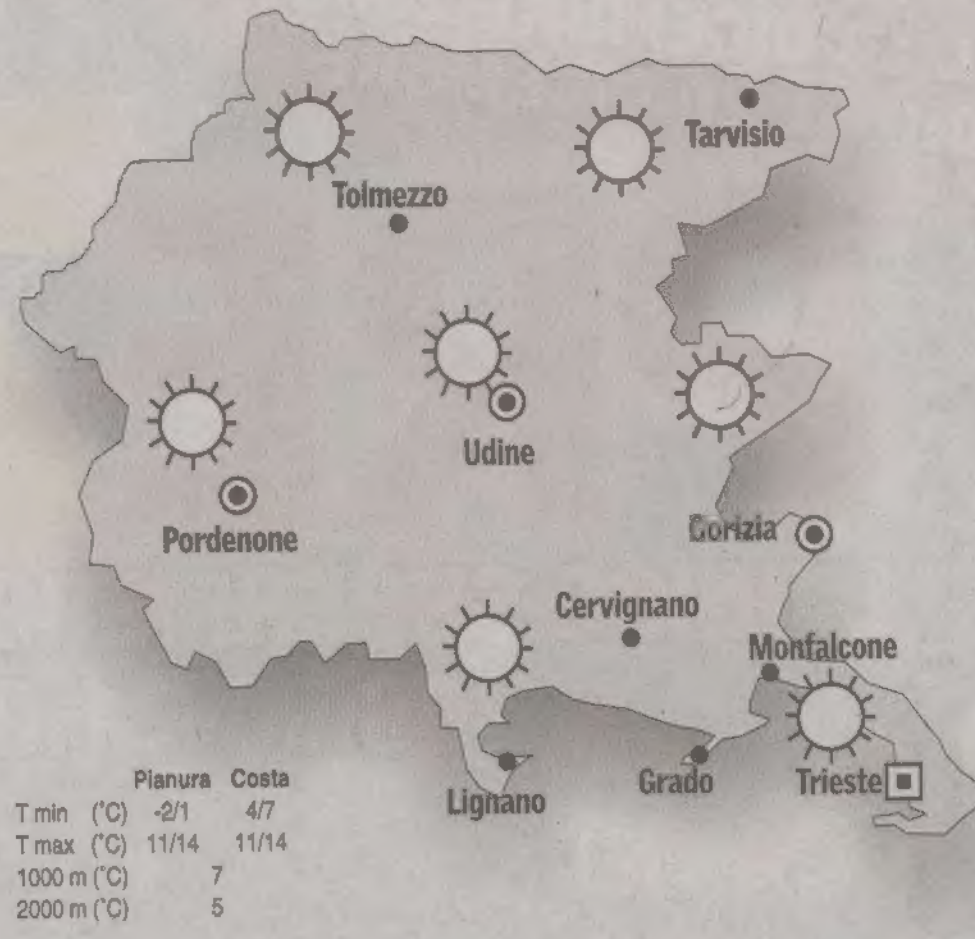 Tarvisio
Tolmezzo
Udine
Pordenone
Gorizia
Cervignano
Monfalcone
Lignano
Grado
Trieste
Pianura Costa
T min (°C) -2/1 4/7
T max (°C) 11/14 11/14
1000 m (°C) 7
2000 m (°C) 5